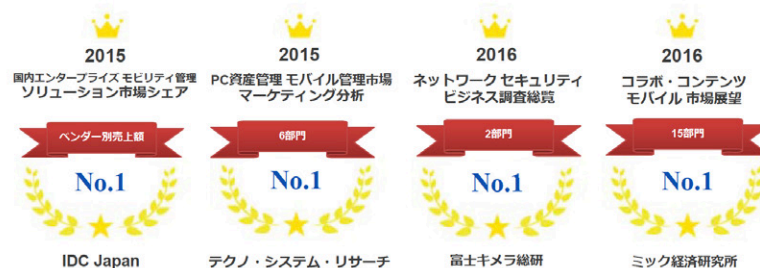 2015
国内エンタープライズ モビリティ管理
ソリューション市場シェア
ベンダー別売上額
No.1
IDC Japan
2015
PC資産管理 モバイル管理市場
マーケティング分析
6部門
No.1
テクノ・システム・リサーチ
2016
ネットワーク セキュリティ
ビジネス調査総覧
2部門
No.1
富士キメラ総研
2016
コラボ・コンテンツ
モバイル 市場展望
15部門
No.1
ミック経済研究所